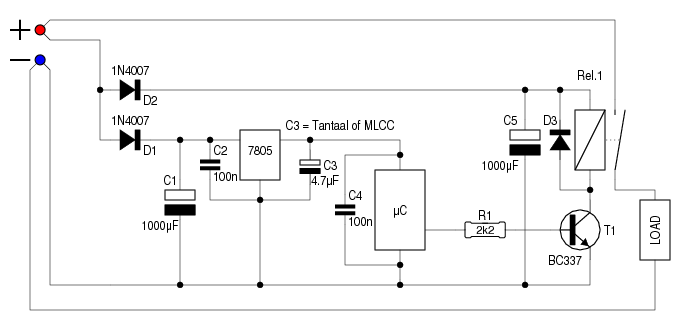 +
−
1N4007
D2
Rel.1
1N4007
D1
C3 = Tantaal of MLCC
C5
D3
C2
7805
C3
100n
4.7µF
1000µF
C1
C4
1000µF
100n
µC
R1
2k2
T1
BC337
LOAD